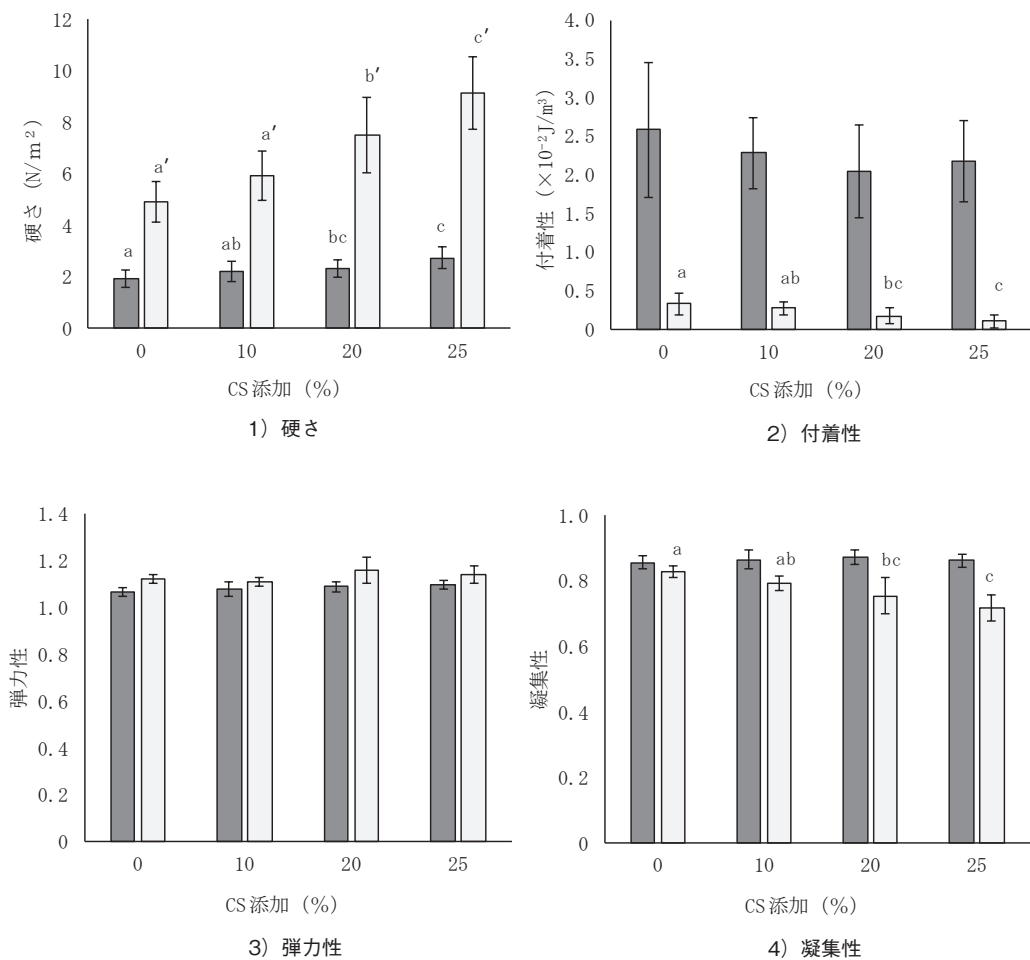 12
10
8
6
4
2
0
硬さ (N/m²)
a
a′
ab
a′
bc
b′
c
c′
0 10 20 25
CS添加 (%)
1) 硬さ
4.0
3.5
3.0
2.5
2.0
1.5
1.0
0.5
0
付着性 (×10⁻²J/m³)
a
ab
bc
c
0 10 20 25
CS添加 (%)
2) 付着性
1.4
1.2
1.0
0.8
0.6
0.4
0.2
0
弾力性
0 10 20 25
CS添加 (%)
3) 弾力性
1.0
0.8
0.6
0.4
0.2
0
凝集性
a
ab
bc
c
0 10 20 25
CS添加 (%)
4) 凝集性